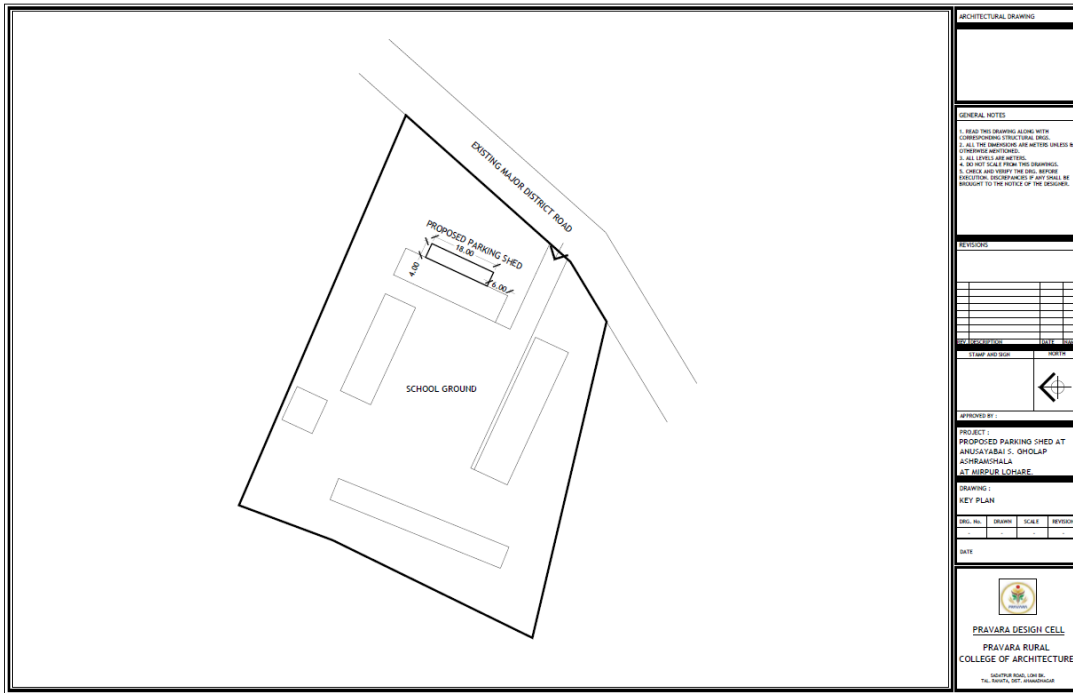 EXISTING MAJOR DISTRICT ROAD
PROPOSED PARKING SHED
18.00
4.00
6.00
SCHOOL GROUND
ARCHITECTURAL DRAWING
GENERAL NOTES
1. READ THIS DRAWING ALONG WITH
CORRESPONDING STRUCTURAL DRGS.
2. ALL THE DIMENSIONS ARE METERS UNLESS
OTHERWISE MENTIONED.
3. ALL LEVELS ARE METERS.
4. DO NOT SCALE FROM THIS DRAWINGS.
5. CHECK AND VERIFY THE DRG. BEFORE
EXECUTION. DISCREPANCIES IF ANY SHALL BE
BROUGHT TO THE NOTICE OF THE DESIGNER.
REVISIONS
REV. DESCRIPTION DATE
STAMP AND SIGN NORTH
APPROVED BY :
PROJECT :
PROPOSED PARKING SHED AT
ANUSAYABAI S. GHOLAP
ASHRAMSHALA
AT MIRPUR LOHARE.
DRAWING :
KEY PLAN
DRG. No. DRAWN SCALE REVISION
- - - -
DATE
PRAVARA DESIGN CELL
PRAVARA RURAL
COLLEGE OF ARCHITECTURE
SADATPUR ROAD, LONI BK.
TAL. RAHATA, DIST. AHAMADNAGAR